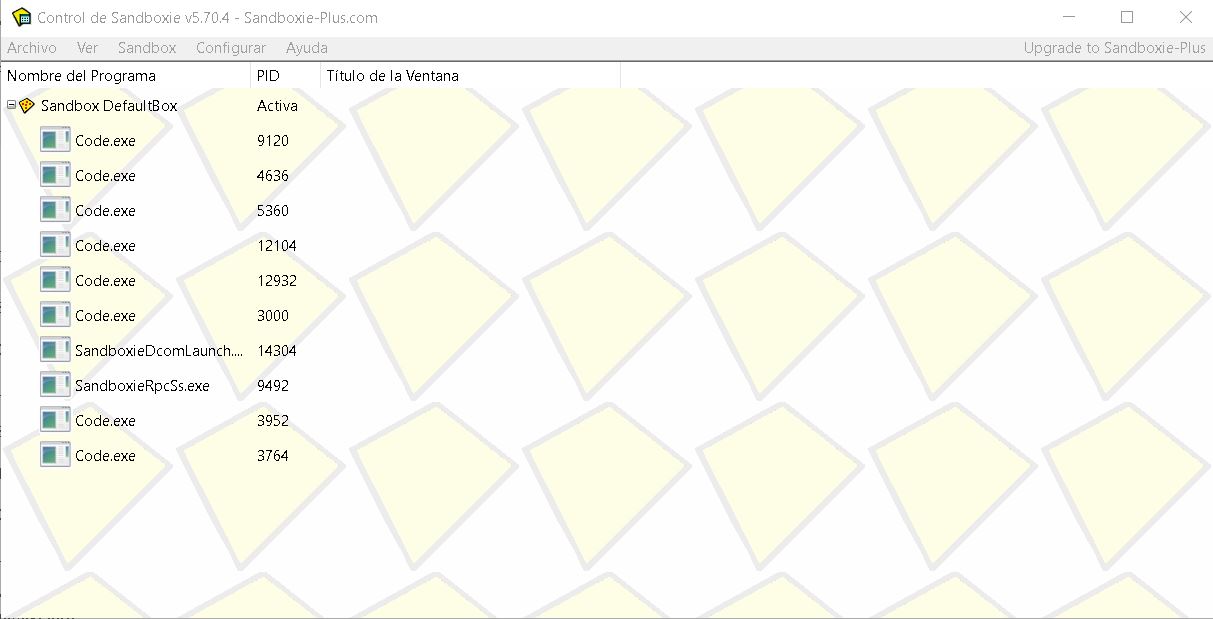 Control de Sandboxie v5.70.4 - Sandboxie-Plus.com
Archivo Ver Sandbox Configurar Ayuda Upgrade to Sandboxie-Plus
Nombre del Programa PID Título de la Ventana
Sandbox DefaultBox Activa
Code.exe 9120
Code.exe 4636
Code.exe 5360
Code.exe 12104
Code.exe 12932
Code.exe 3000
SandboxieDcomLaunch.... 14304
SandboxieRpcSs.exe 9492
Code.exe 3952
Code.exe 3764